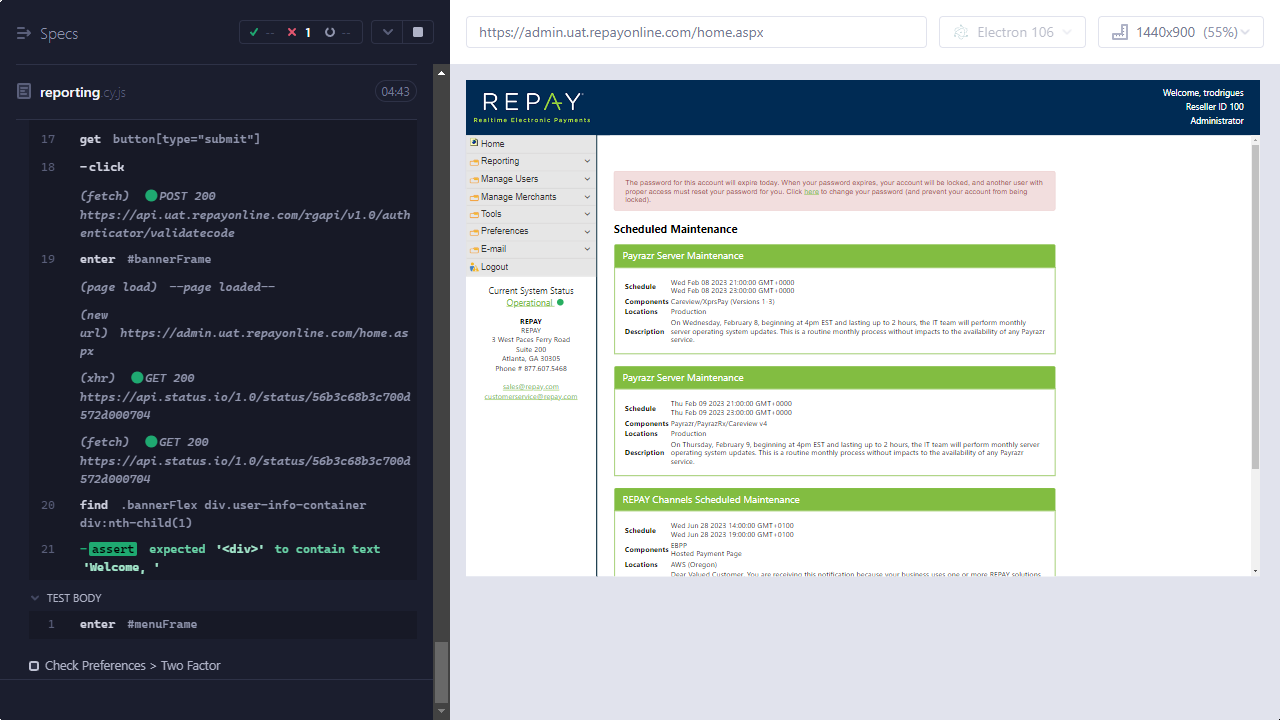 Specs
-- 1 --
reporting.cy.js 04:43
17 get button[type="submit"]
18 -click
(fetch) POST 200
https://api.uat.repayonline.com/rgapi/v1.0/auth
enticator/validatecode
19 enter #bannerFrame
(page load) --page loaded--
(new
url) https://admin.uat.repayonline.com/home.as
px
(xhr) GET 200
https://api.status.io/1.0/status/56b3c68b3c700d
572d000704
(fetch) GET 200
https://api.status.io/1.0/status/56b3c68b3c700d
572d000704
20 find .bannerFlex div.user-info-container
div:nth-child(1)
21 -assert expected '<div>' to contain text
'Welcome, '
TEST BODY
1 enter #menuFrame
Check Preferences > Two Factor
https://admin.uat.repayonline.com/home.aspx
Electron 106
1440x900 (55%)
REPAY
Realtime Electronic Payments
Welcome, trodrigues
Reseller ID 100
Administrator
Home
Reporting
Manage Users
Manage Merchants
Tools
Preferences
E-mail
Logout
Current System Status
Operational
REPAY
REPAY
3 West Paces Ferry Road
Suite 200
Atlanta, GA 30305
Phone # 877.607.5468
sales@repay.com
customerservice@repay.com
The password for this account will expire today. When your password expires, your account will be locked, and another user with
proper access must reset your password for you. Click here to change your password (and prevent your account from being
locked).
Scheduled Maintenance
Payrazr Server Maintenance
Schedule Wed Feb 08 2023 21:00:00 GMT+0000
Wed Feb 08 2023 23:00:00 GMT+0000
Components Careview/XprsPay (Versions 1-3)
Locations Production
Description On Wednesday, February 8, beginning at 4pm EST and lasting up to 2 hours, the IT team will perform monthly
server operating system updates. This is a routine monthly process without impacts to the availability of any Payrazr
service.
Payrazr Server Maintenance
Schedule Thu Feb 09 2023 21:00:00 GMT+0000
Thu Feb 09 2023 23:00:00 GMT+0000
Components Payrazr/PayrazRx/Careview v4
Locations Production
Description On Thursday, February 9, beginning at 4pm EST and lasting up to 2 hours, the IT team will perform monthly server
operating system updates. This is a routine monthly process without impacts to the availability of any Payrazr
service.
REPAY Channels Scheduled Maintenance
Schedule Wed Jun 28 2023 14:00:00 GMT+0100
Wed Jun 28 2023 19:00:00 GMT+0100
Components EBPP
Hosted Payment Page
Locations AWS (Oregon)
Dear Valued Customer, You are receiving this notification because your business uses one or more REPAY solutions